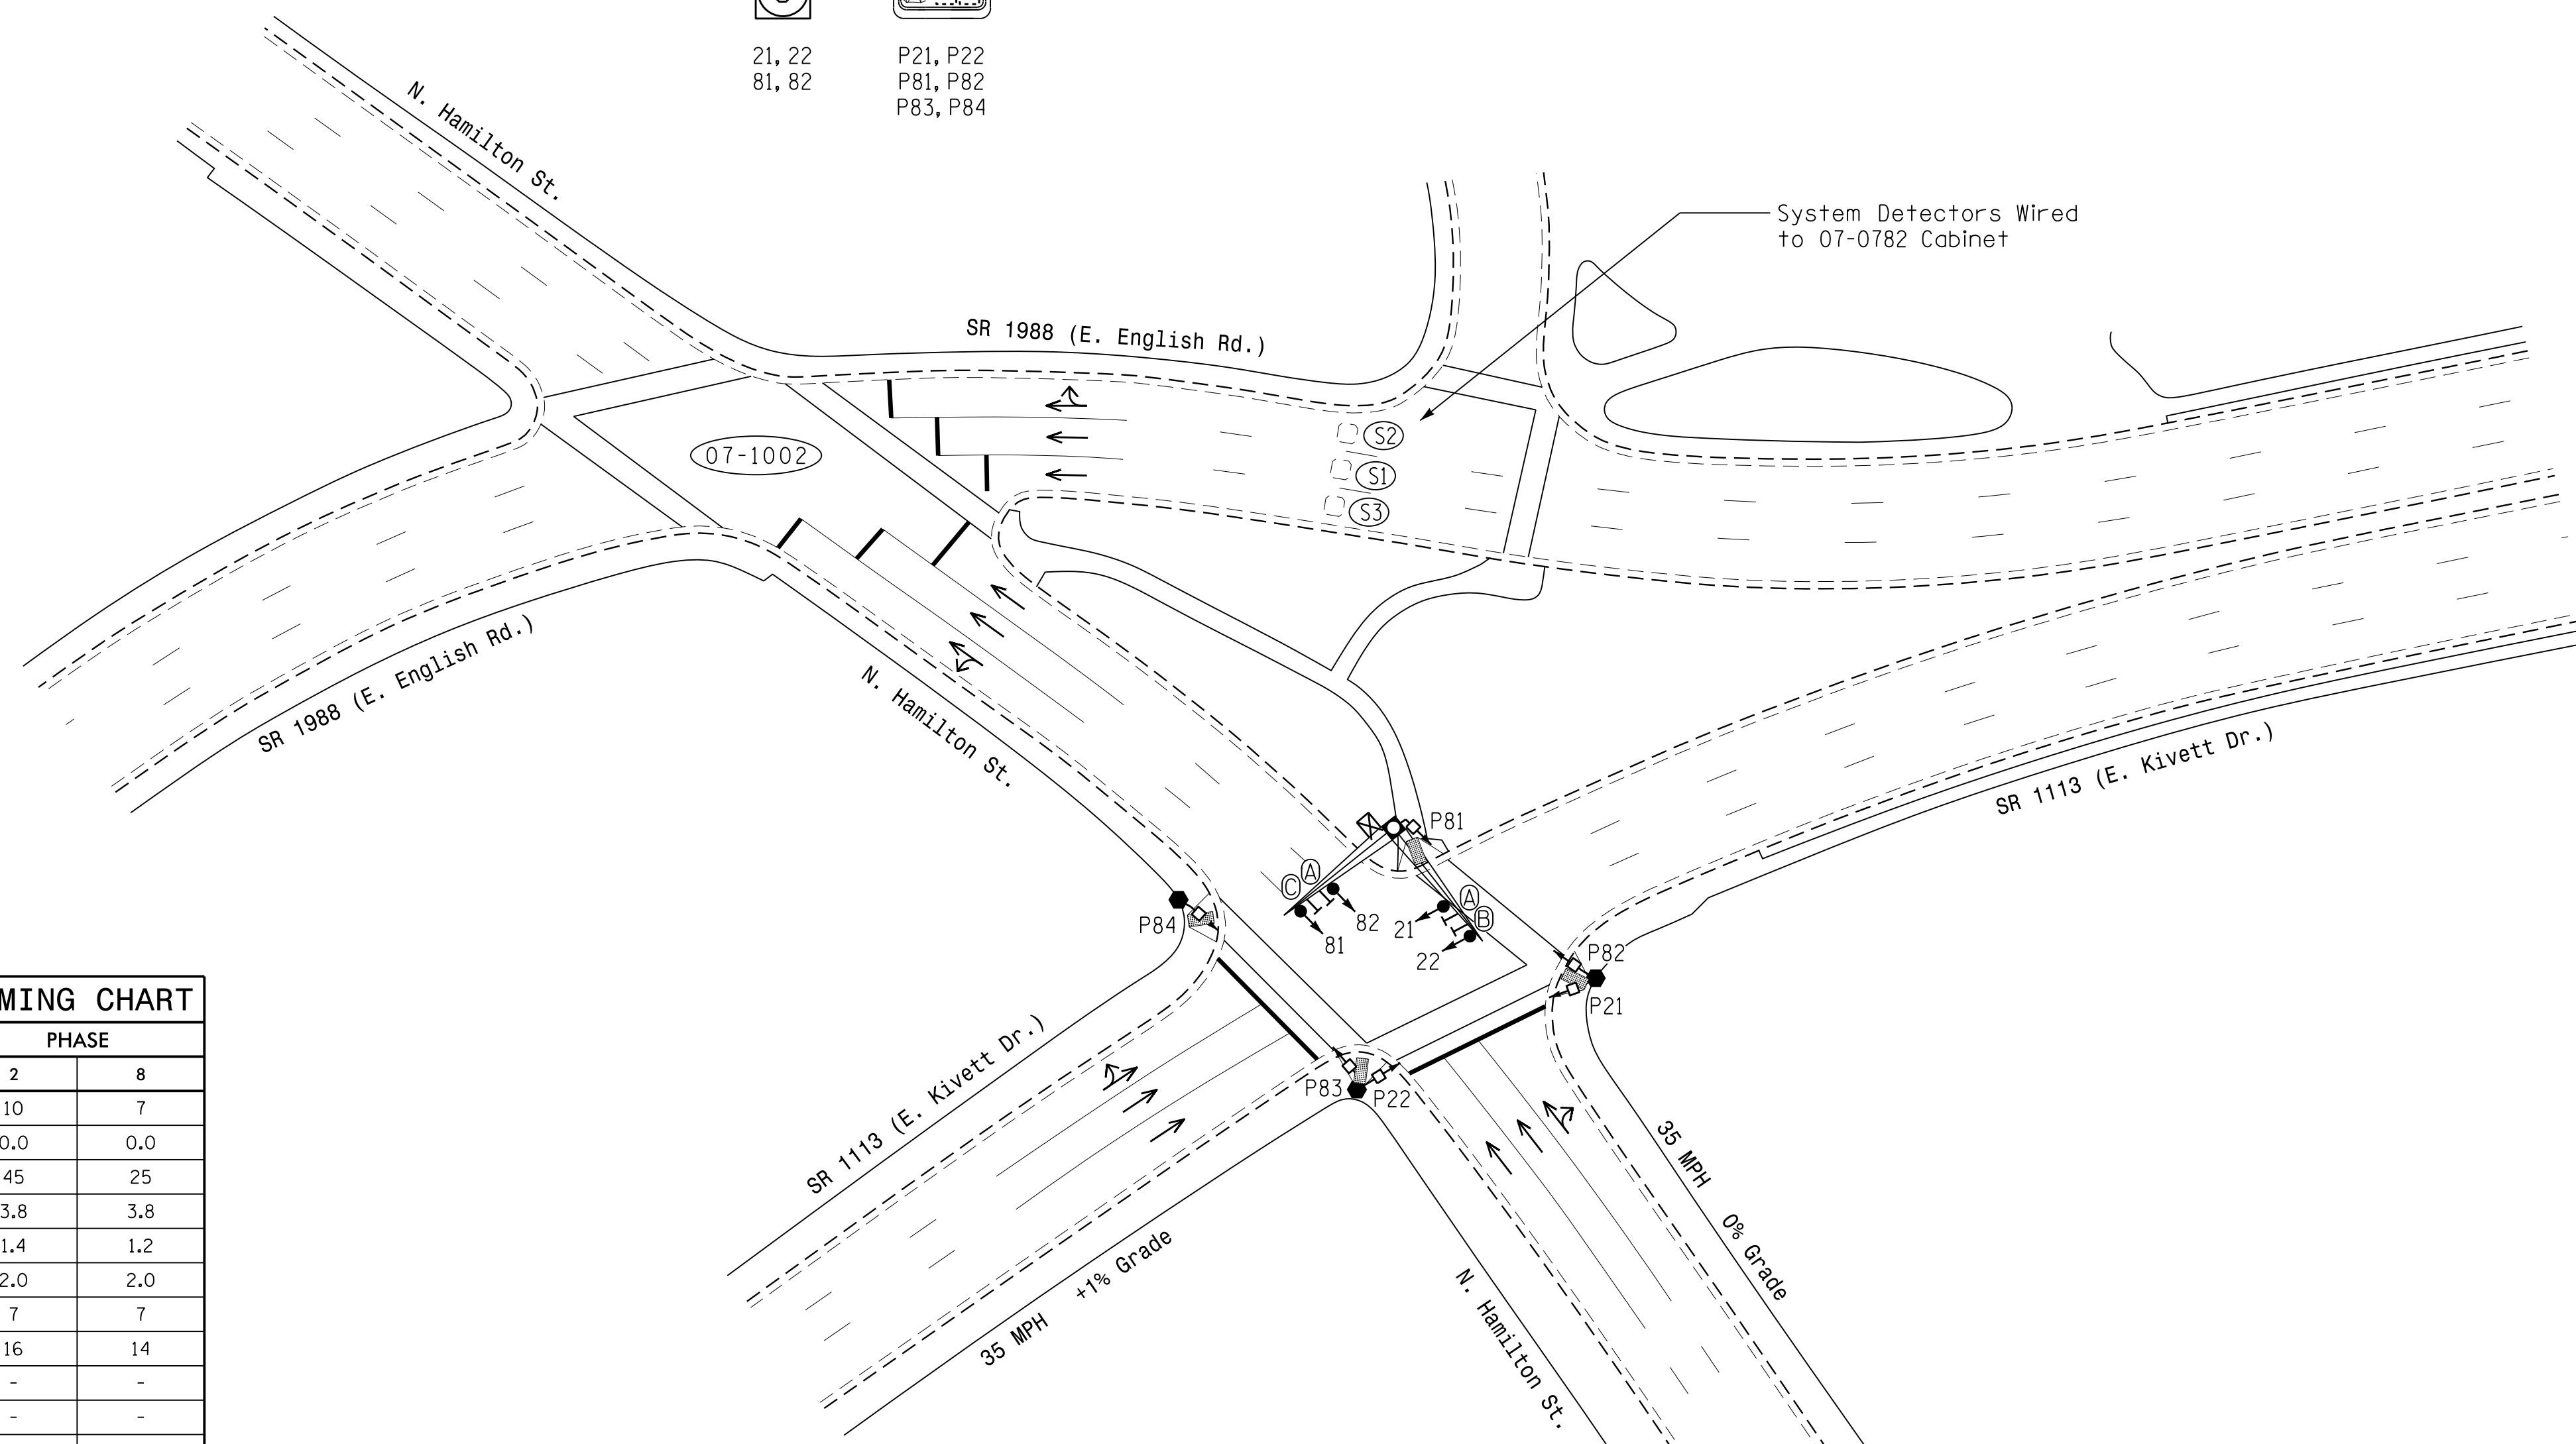 21, 22
81, 82
P21, P22
P81, P82
P83, P84
N. Hamilton St.
System Detectors Wired
to 07-0782 Cabinet
SR 1988 (E. English Rd.)
S2
07-1002
S1
S3
SR 1988 (E. English Rd.)
N. Hamilton St.
SR 1113 (E. Kivett Dr.)
P81
C A
A
B
P84
82
81
21
22
P82
P21
P83
P22
SR 1113 (E. Kivett Dr.)
35 MPH +1% Grade
35 MPH 0% Grade
N. Hamilton St.
MING CHART
PHASE
2 8
10 7
0.0 0.0
45 25
3.8 3.8
1.4 1.2
2.0 2.0
7 7
16 14
- -
- -